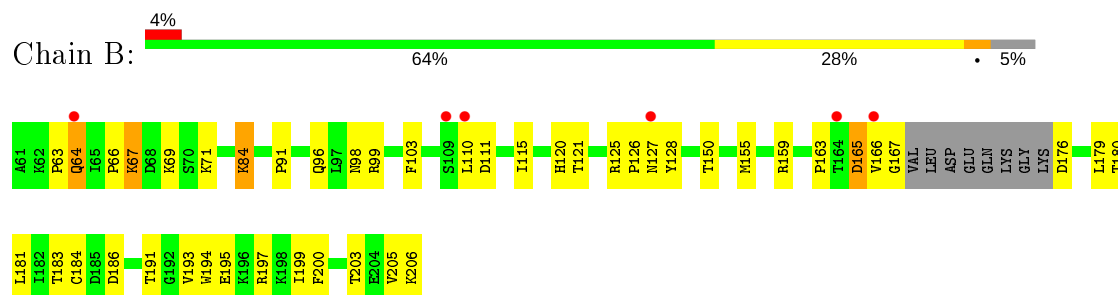 4%
Chain B:
64% 28% • 5%
A61 K62 P63 Q64 I65 P66 K67 D68 K69 S70 K71 K84 P91 Q96 L97 N98 R99 F103 S109 L110 D111 I115 H120 T121 R125 P126 N127 Y128 T150 M155 R159 P163 T164 D165 V166 G167 VAL LEU ASP GLU GLN LYS GLY LYS D176 L179 T180
L181 I182 T183 C184 D185 D186 T191 G192 V193 W194 E195 K196 R197 K198 I199 F200 T203 E204 V205 K206